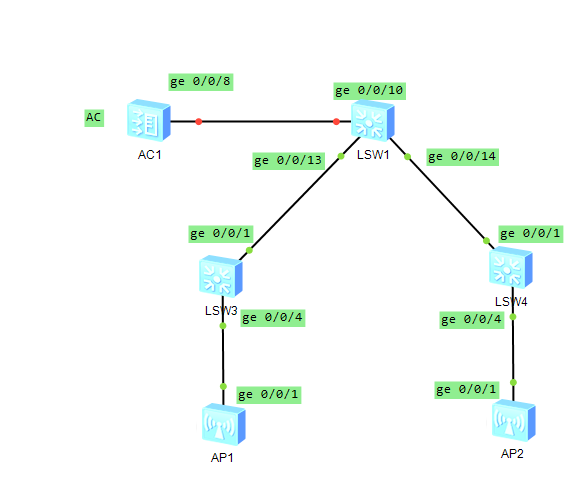 ge 0/0/8
ge 0/0/10
AC
AC1
LSW1
ge 0/0/13
ge 0/0/14
ge 0/0/1
ge 0/0/1
LSW3
LSW4
ge 0/0/4
ge 0/0/4
ge 0/0/1
ge 0/0/1
AP1
AP2